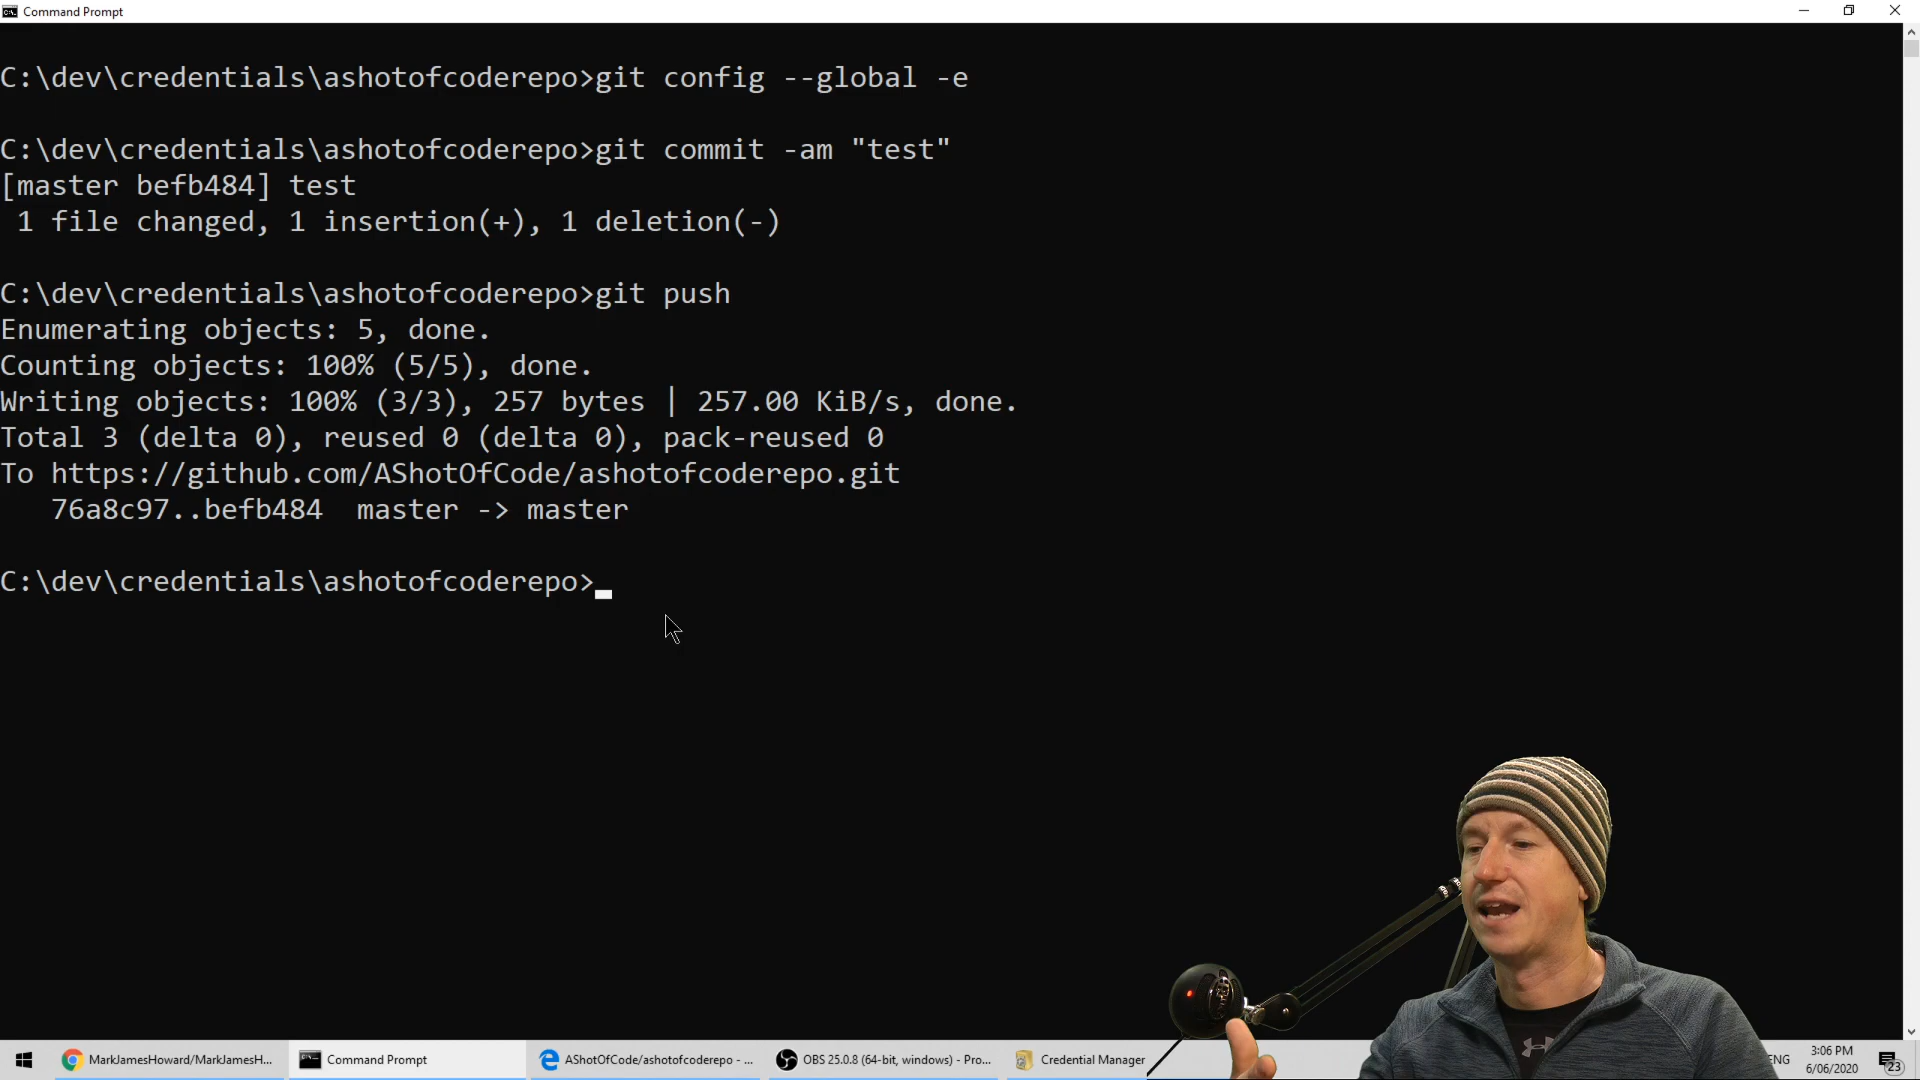 Command Prompt
C:\dev\credentials\ashotofcoderepo>git config --global -e
C:\dev\credentials\ashotofcoderepo>git commit -am "test"
[master befb484] test
1 file changed, 1 insertion(+), 1 deletion(-)
C:\dev\credentials\ashotofcoderepo>git push
Enumerating objects: 5, done.
Counting objects: 100% (5/5), done.
Writing objects: 100% (3/3), 257 bytes | 257.00 KiB/s, done.
Total 3 (delta 0), reused 0 (delta 0), pack-reused 0
To https://github.com/AShotOfCode/ashotofcoderepo.git
76a8c97..befb484  master -> master
C:\dev\credentials\ashotofcoderepo>
MarkJamesHoward/MarkJamesH...
Command Prompt
AShotOfCode/ashotofcoderepo - ...
OBS 25.0.8 (64-bit, windows) - Pro...
Credential Manager
ENG
3:06 PM
6/06/2020
23